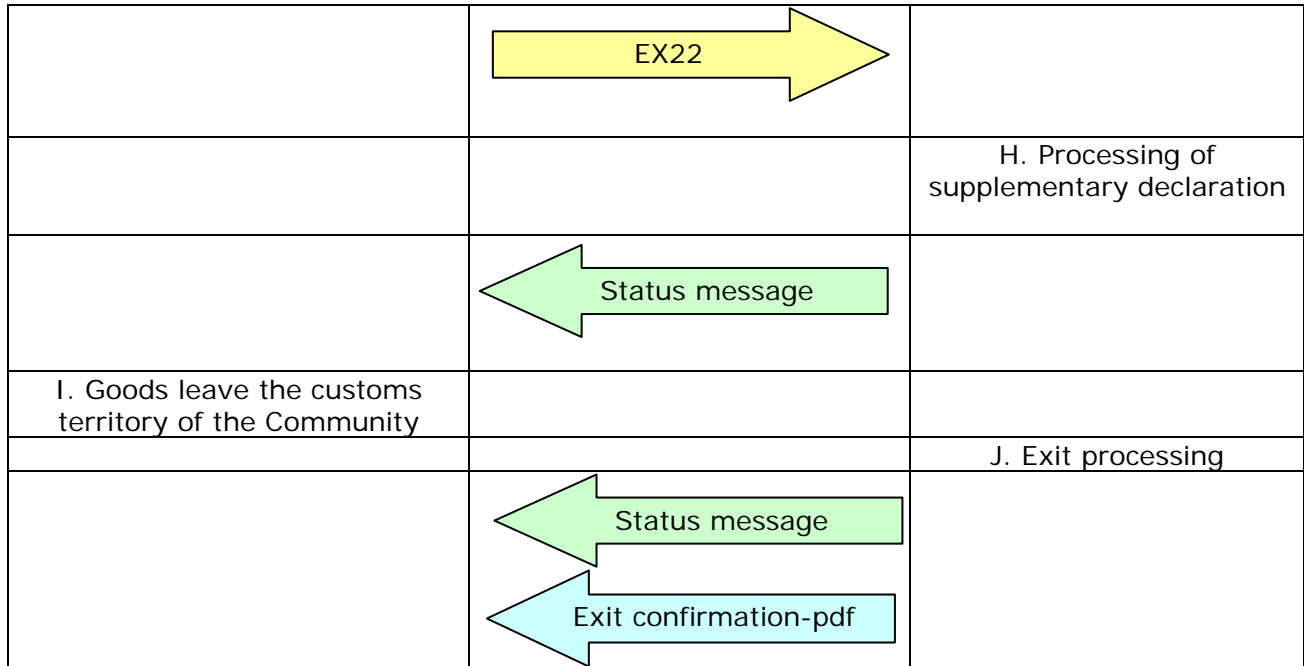 EX22
H. Processing of
supplementary declaration
Status message
I. Goods leave the customs
territory of the Community
J. Exit processing
Status message
Exit confirmation-pdf